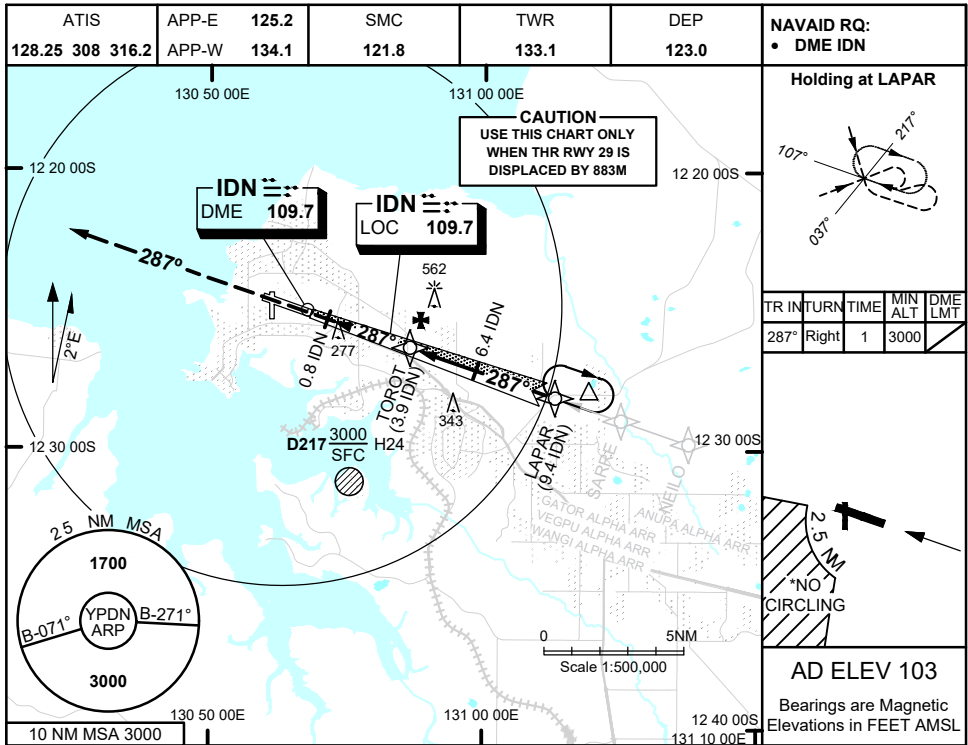 ATIS
128.25 308 316.2
APP-E 125.2
APP-W 134.1
SMC
121.8
TWR
133.1
DEP
123.0
NAVAID RQ:
• DME IDN
130 50 00E
131 00 00E
CAUTION
USE THIS CHART ONLY
WHEN THR RWY 29 IS
DISPLACED BY 883M
12 20 00S
12 20 00S
IDN
DME 109.7
IDN
LOC 109.7
287°
562
2°E
0.8 IDN
287°
277
6.4 IDN
287°
TOROT
(3.9 IDN)
343
D217 3000 H24
SFC
12 30 00S
12 30 00S
LAPAR
(9.4 IDN)
SARRE
NEILO
GATOR ALPHA ARR
VEGPU ALPHA ARR
WANGI ALPHA ARR
ANUPA ALPHA ARR
2.5 NM MSA
1700
B-071°
YPDN
ARP
B-271°
3000
0 5NM
Scale 1:500,000
10 NM MSA 3000
130 50 00E
131 00 00E
12 40 00S
131 10 00E
Holding at LAPAR
217°
107°
037°
TR IN TURN TIME MIN ALT DME LMT
287° Right 1 3000
2.5 NM
*NO
CIRCLING
AD ELEV 103
Bearings are Magnetic
Elevations in FEET AMSL